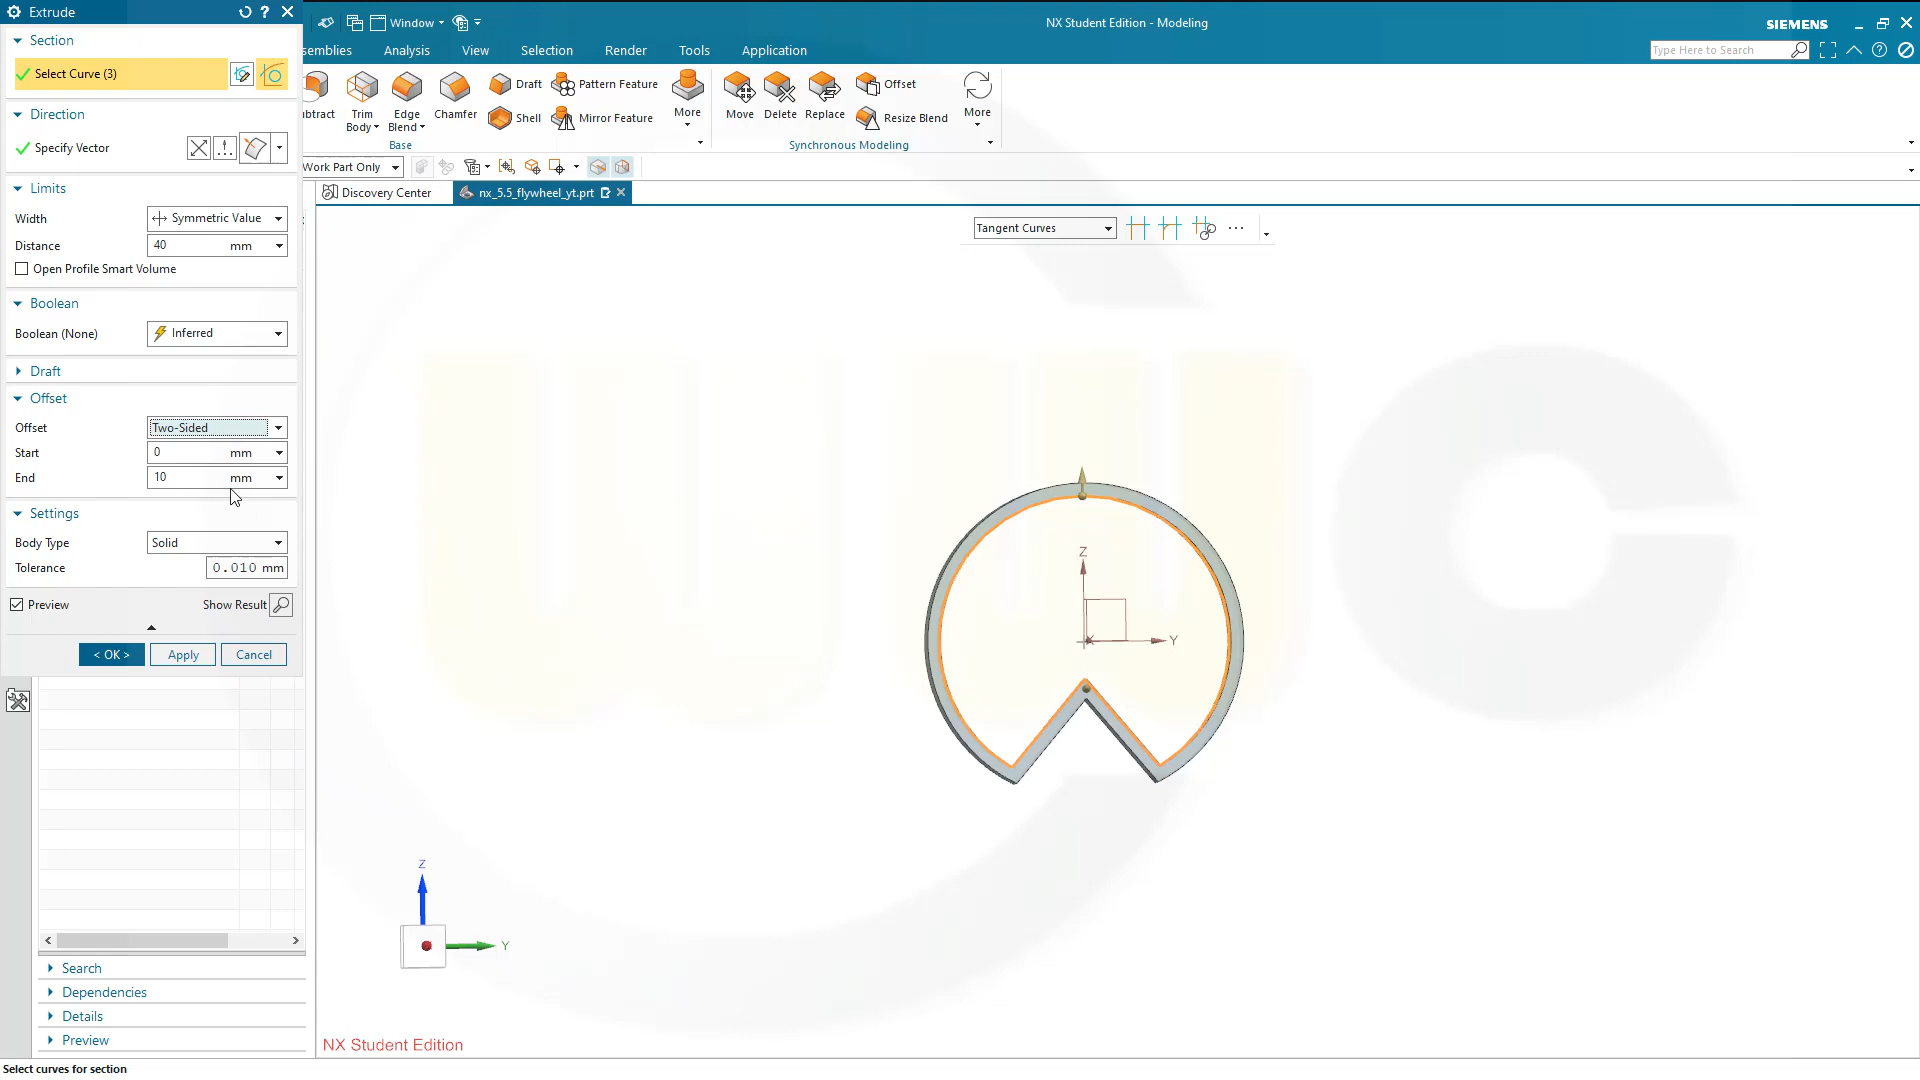 Extrude
Window
NX Student Edition - Modeling
SIEMENS
Section
Select Curve (3)
Direction
Specify Vector
Limits
Width
Symmetric Value
Distance
40 mm
Open Profile Smart Volume
Boolean
Boolean (None)
Inferred
Draft
Offset
Offset
Two-Sided
Start
0 mm
End
10 mm
Settings
Body Type
Solid
Tolerance
0.010 mm
Preview
Show Result
< OK >
Apply
Cancel
semblies
Analysis
View
Selection
Render
Tools
Application
Type Here to Search
btract
Trim
Body
Edge
Blend
Chamfer
Draft
Shell
Pattern Feature
Mirror Feature
More
Base
Move
Delete
Replace
Offset
Resize Blend
More
Synchronous Modeling
Work Part Only
Discovery Center
nx_5.5_flywheel_yt.prt
Tangent Curves
Z
Y
X
Z
Y
Search
Dependencies
Details
Preview
NX Student Edition
Select curves for section